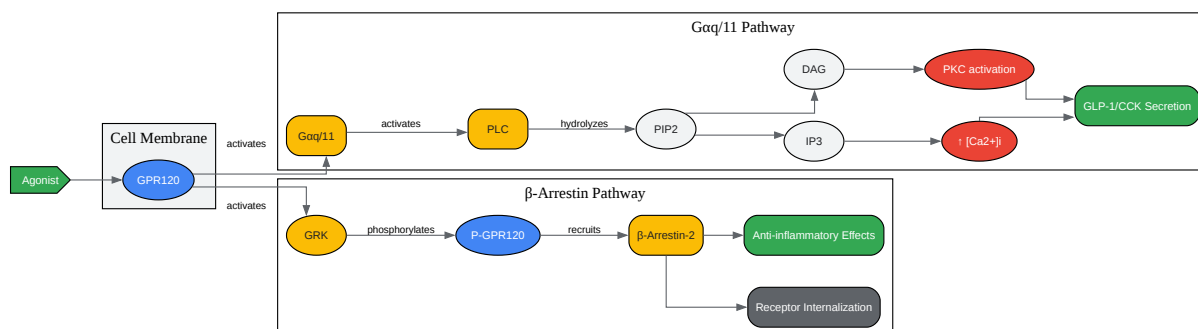 Gαq/11 Pathway
DAG
PKC activation
GLP-1/CCK Secretion
Cell Membrane
activates
Gαq/11
activates
PLC
hydrolyzes
PIP2
IP3
↑ [Ca2+]i
Agonist
GPR120
β-Arrestin Pathway
activates
GRK
phosphorylates
P-GPR120
recruits
β-Arrestin-2
Anti-inflammatory Effects
Receptor Internalization